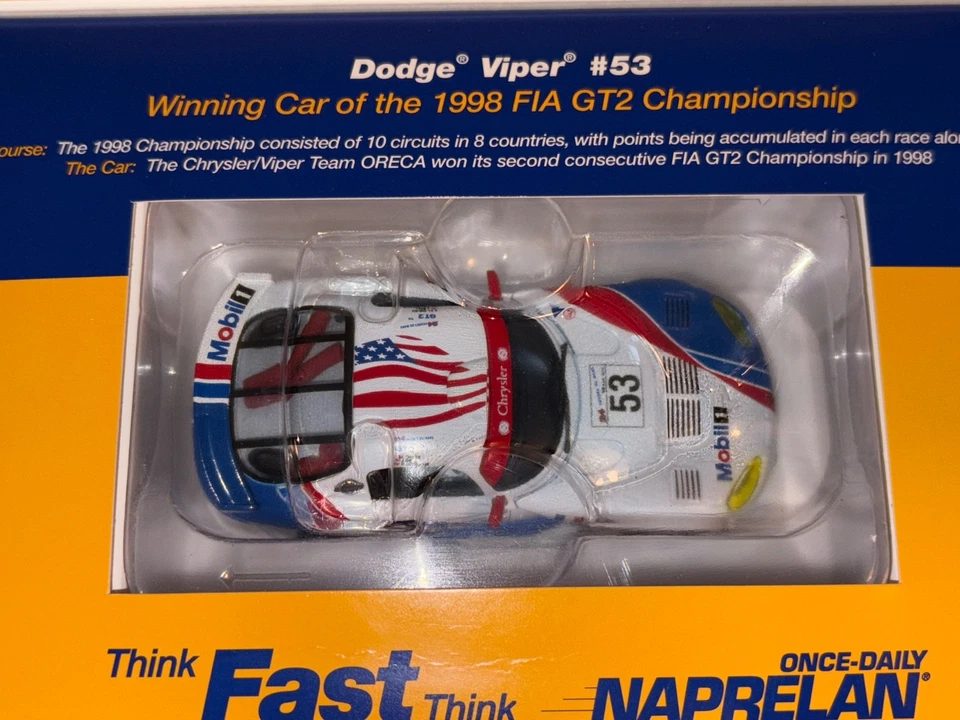 Dodge® Viper® #53
Winning Car of the 1998 FIA GT2 Championship
ourse: The 1998 Championship consisted of 10 circuits in 8 countries, with points being accumulated in each race alon
The Car: The Chrysler/Viper Team ORECA won its second consecutive FIA GT2 Championship in 1998
Mobil 1
GT2
Chrysler
53
Mobil 1
Think Fast Think
ONCE-DAILY
NAPRELAN®